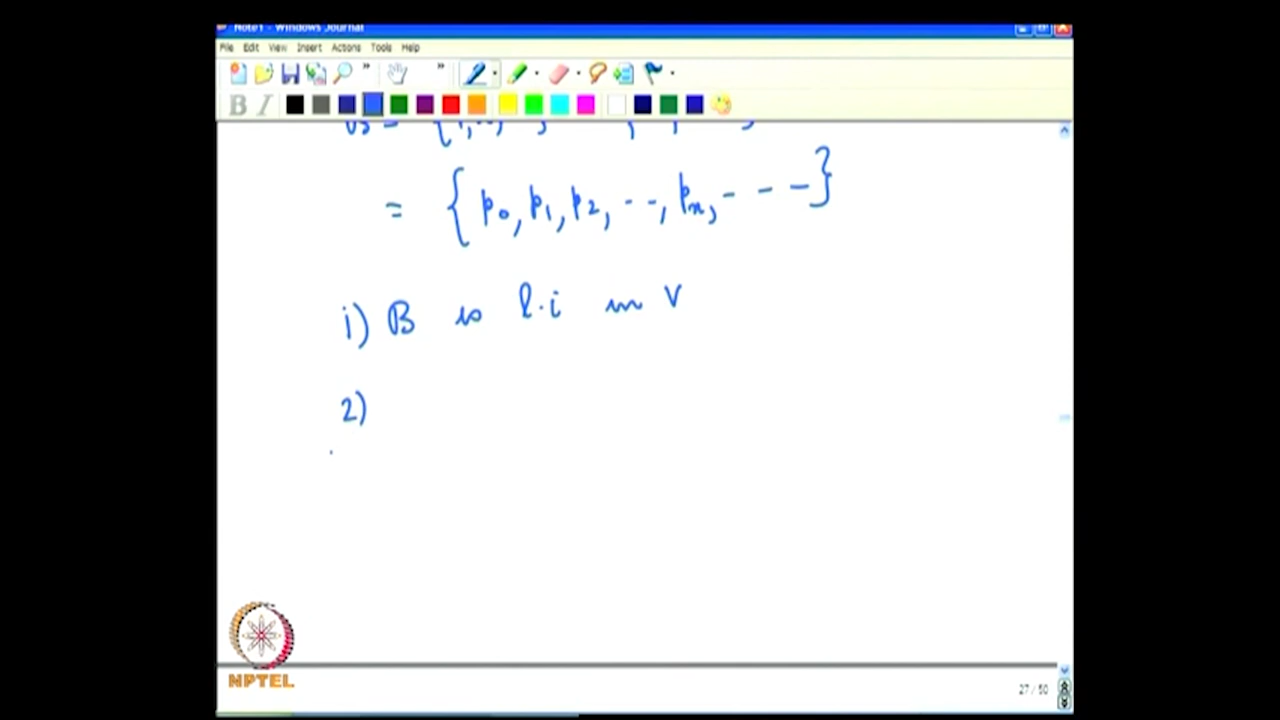 Note1 - Windows Journal
File Edit View Insert Actions Tools Help
B I
= {p₀, p₁, p₂, --, pₙ, - - -}
i) B is l.i in V
2)
NPTEL
27 / 50